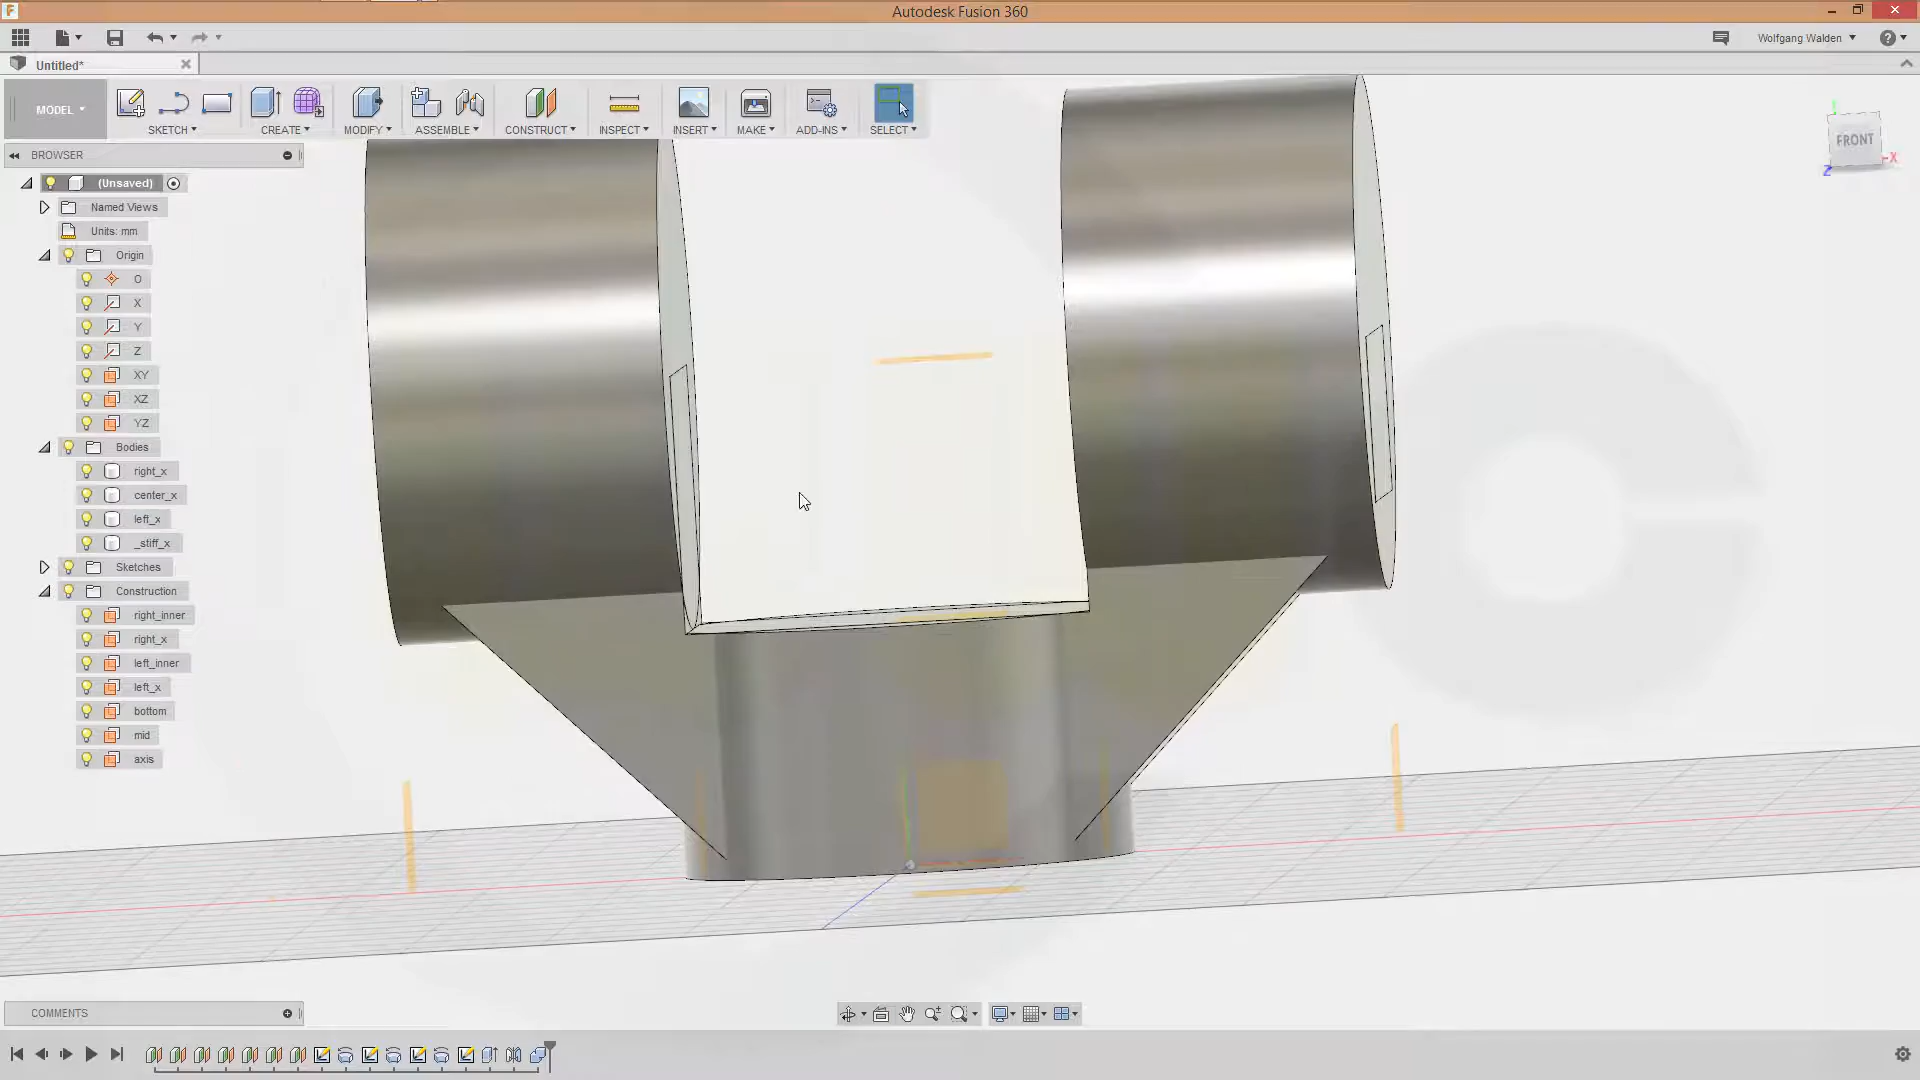 Autodesk Fusion 360
Wolfgang Walden
Untitled*
MODEL
SKETCH
CREATE
MODIFY
ASSEMBLE
CONSTRUCT
INSPECT
INSERT
MAKE
ADD-INS
SELECT
BROWSER
FRONT
X
Z
(Unsaved)
Named Views
Units: mm
Origin
O
X
Y
Z
XY
XZ
YZ
Bodies
right_x
center_x
left_x
_stiff_x
Sketches
Construction
right_inner
right_x
left_inner
left_x
bottom
mid
axis
COMMENTS